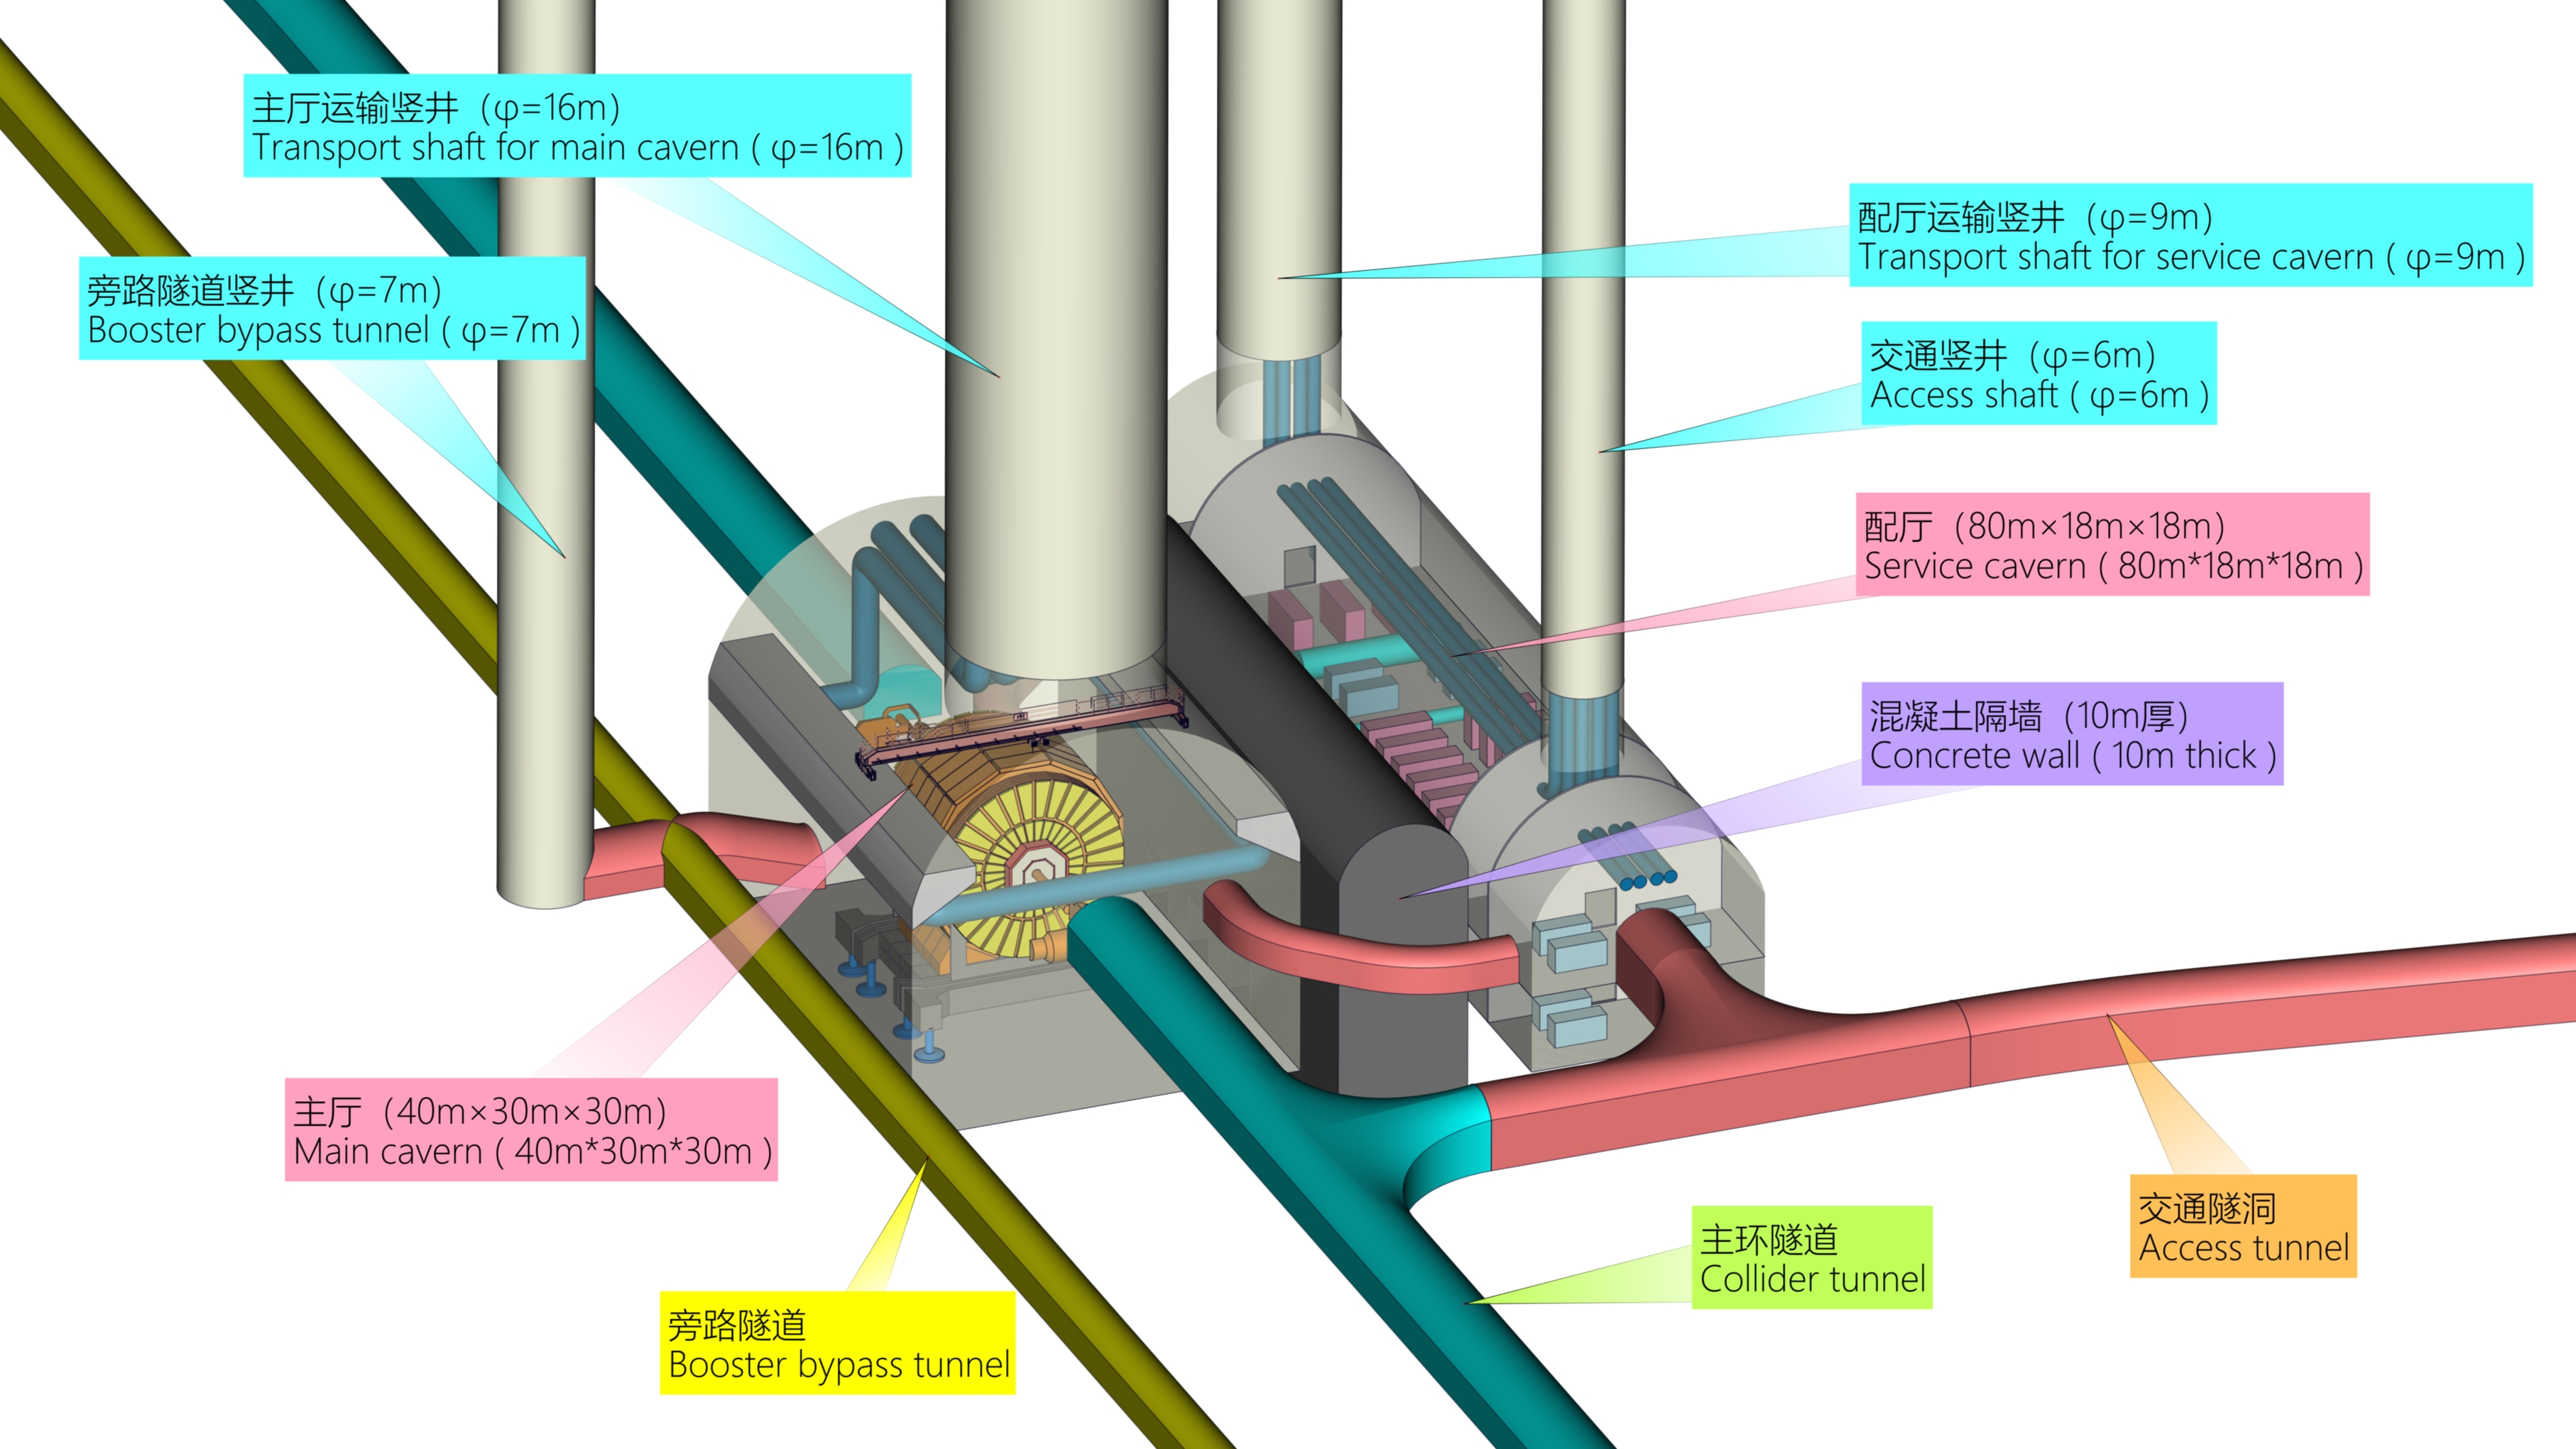 主厅运输竖井（φ=16m）
Transport shaft for main cavern ( φ=16m )
旁路隧道竖井（φ=7m）
Booster bypass tunnel ( φ=7m )
配厅运输竖井（φ=9m）
Transport shaft for service cavern ( φ=9m )
交通竖井（φ=6m）
Access shaft ( φ=6m )
配厅（80m×18m×18m）
Service cavern ( 80m*18m*18m )
混凝土隔墙（10m厚）
Concrete wall ( 10m thick )
主厅（40m×30m×30m）
Main cavern ( 40m*30m*30m )
交通隧洞
Access tunnel
主环隧道
Collider tunnel
旁路隧道
Booster bypass tunnel